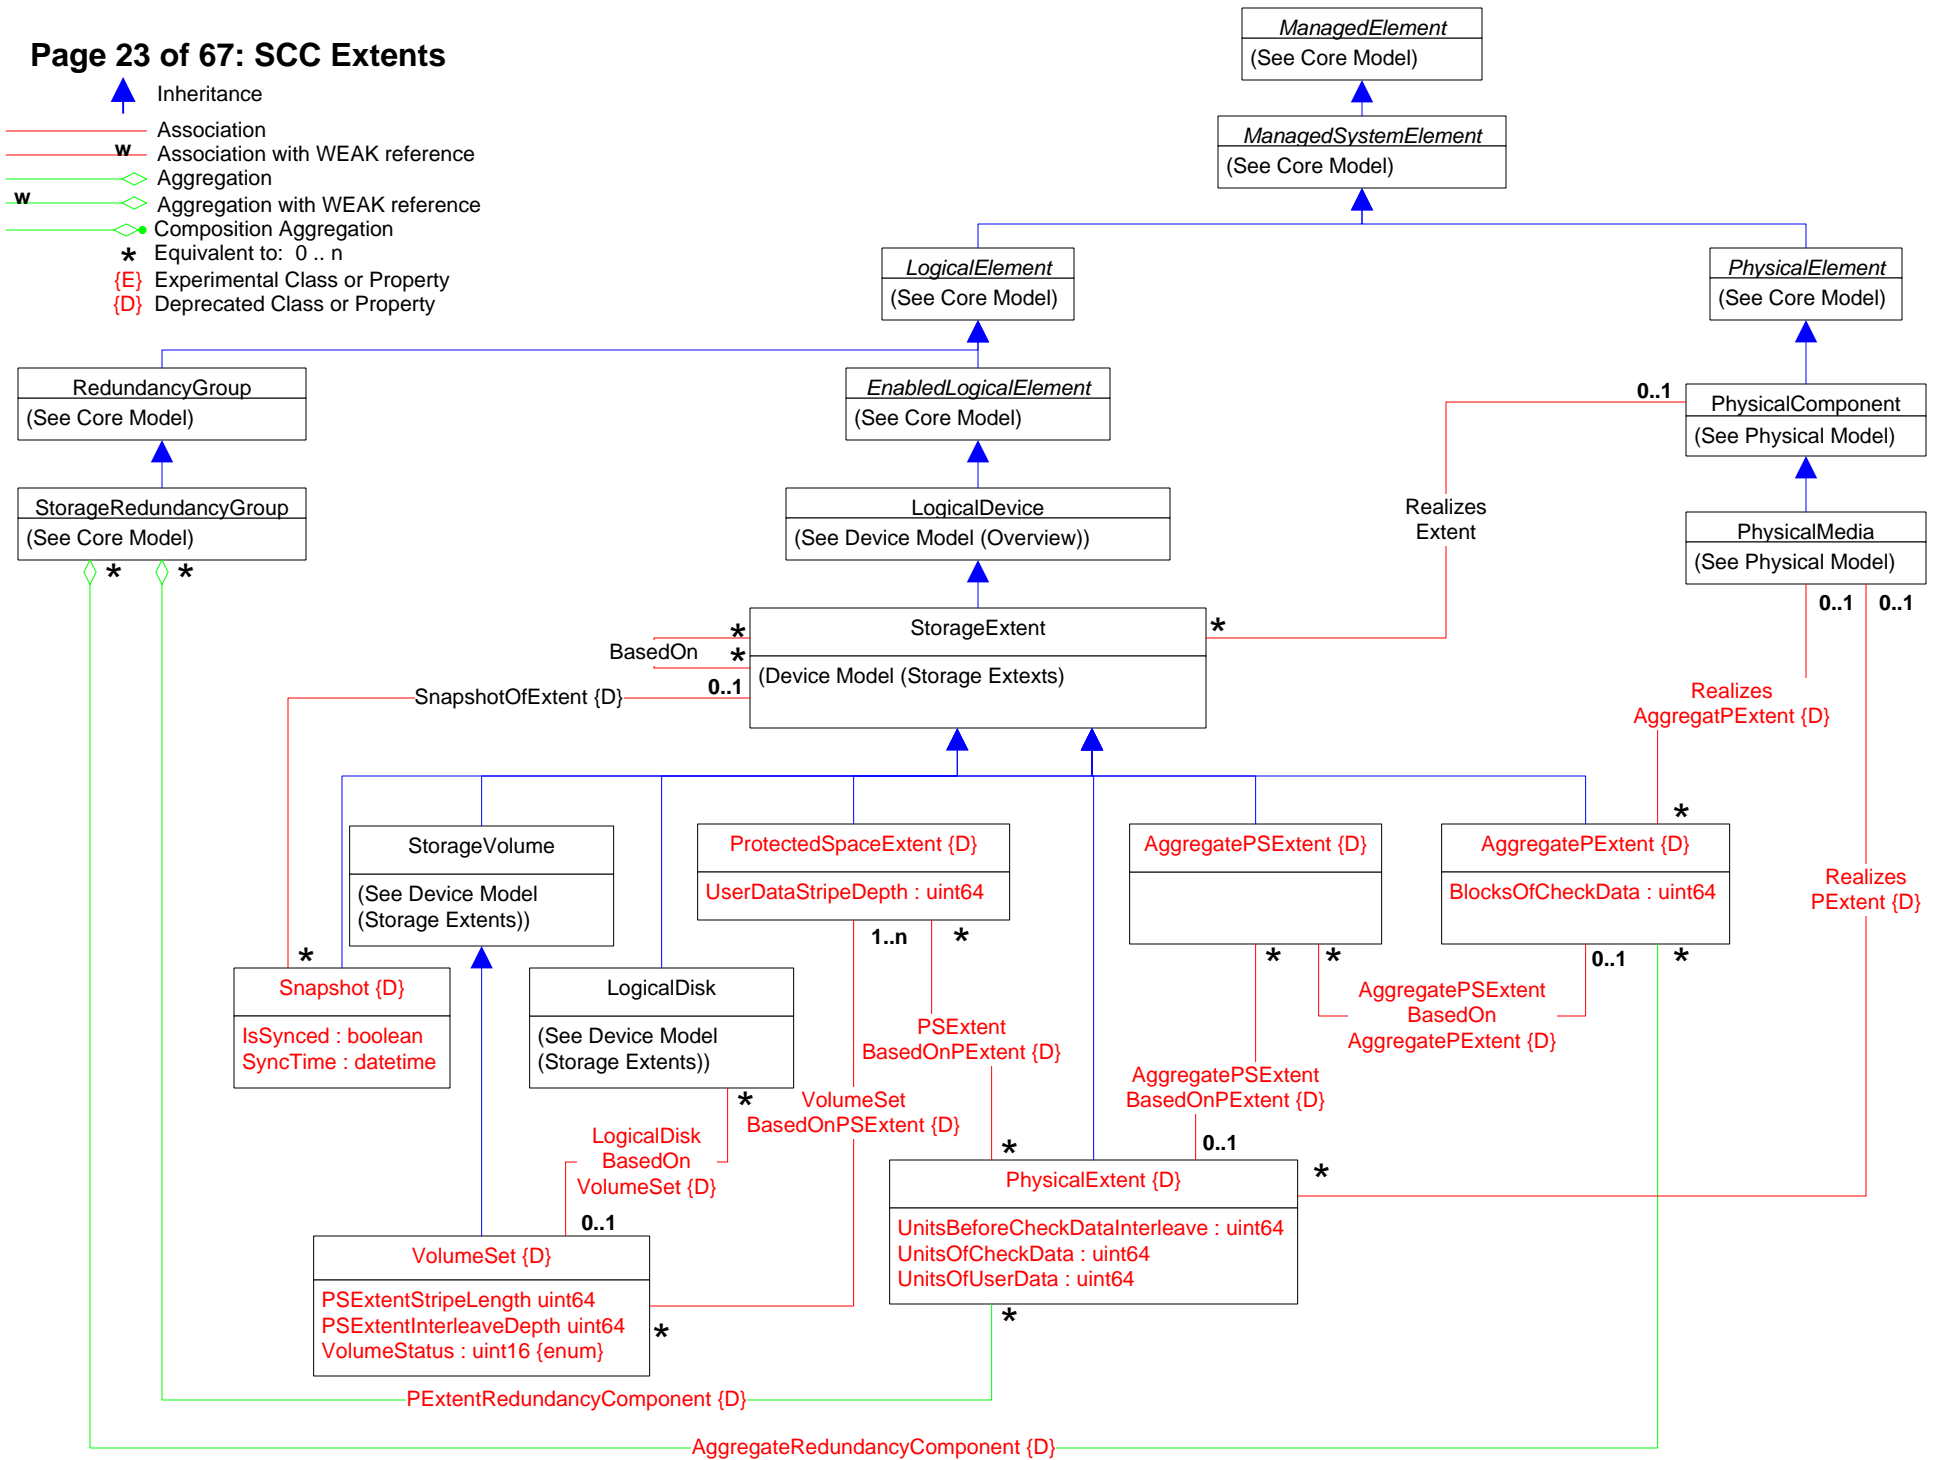 Page 23 of 67: SCC Extents
Inheritance
Association
w
Association with WEAK reference
Aggregation
w
Aggregation with WEAK reference
Composition Aggregation
* Equivalent to: 0 .. n
{E} Experimental Class or Property
{D} Deprecated Class or Property
ManagedElement
(See Core Model)
ManagedSystemElement
(See Core Model)
LogicalElement
(See Core Model)
PhysicalElement
(See Core Model)
RedundancyGroup
(See Core Model)
EnabledLogicalElement
(See Core Model)
0..1
PhysicalComponent
(See Physical Model)
StorageRedundancyGroup
(See Core Model)
* *
LogicalDevice
(See Device Model (Overview))
Realizes
Extent
PhysicalMedia
(See Physical Model)
0..1 0..1
StorageExtent
(Device Model (Storage Extexts)
*
*
BasedOn
*
0..1
SnapshotOfExtent {D}
Realizes
AggregatPExtent {D}
*
StorageVolume
(See Device Model
(Storage Extents))
ProtectedSpaceExtent {D}
UserDataStripeDepth : uint64
1..n *
AggregatePSExtent {D}
* *
AggregatePExtent {D}
BlocksOfCheckData : uint64
0..1 *
Realizes
PExtent {D}
*
Snapshot {D}
IsSynced : boolean
SyncTime : datetime
LogicalDisk
(See Device Model
(Storage Extents))
*
PSExtent
BasedOnPExtent {D}
AggregatePSExtent
BasedOn
AggregatePExtent {D}
VolumeSet
BasedOnPSExtent {D}
AggregatePSExtent
BasedOnPExtent {D}
LogicalDisk
BasedOn
VolumeSet {D}
0..1
* 0..1 *
PhysicalExtent {D}
UnitsBeforeCheckDataInterleave : uint64
UnitsOfCheckData : uint64
UnitsOfUserData : uint64
*
VolumeSet {D}
PSExtentStripeLength uint64
PSExtentInterleaveDepth uint64
VolumeStatus : uint16 {enum}
*
PExtentRedundancyComponent {D}
AggregateRedundancyComponent {D}